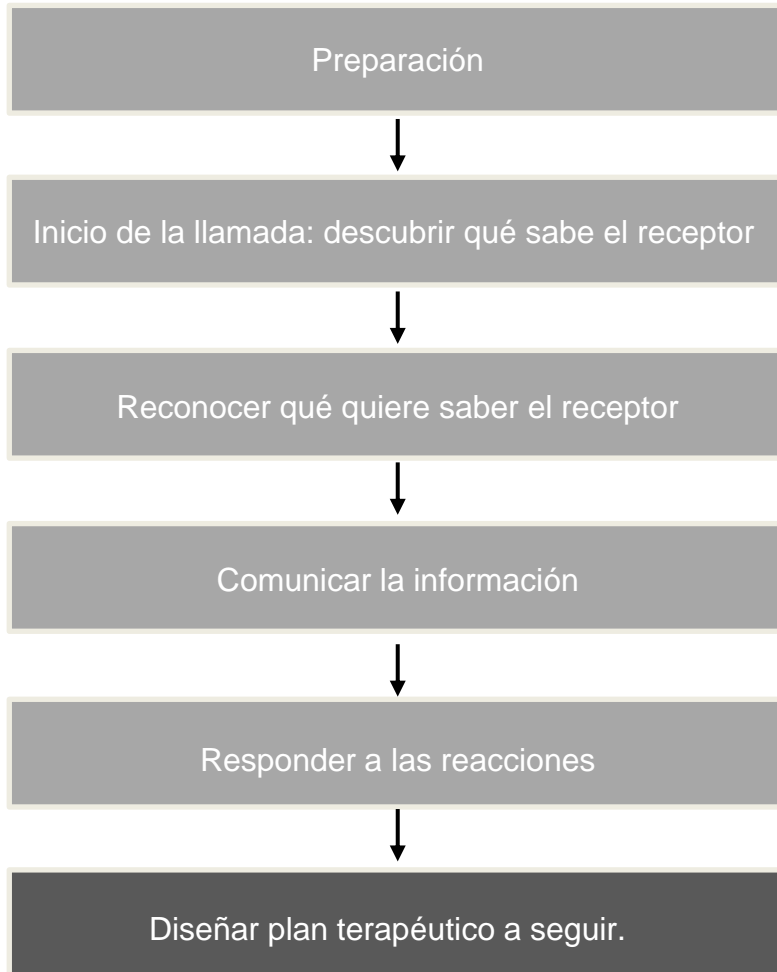 Preparación
Inicio de la llamada: descubrir qué sabe el receptor
Reconocer qué quiere saber el receptor
Comunicar la información
Responder a las reacciones
Diseñar plan terapéutico a seguir.